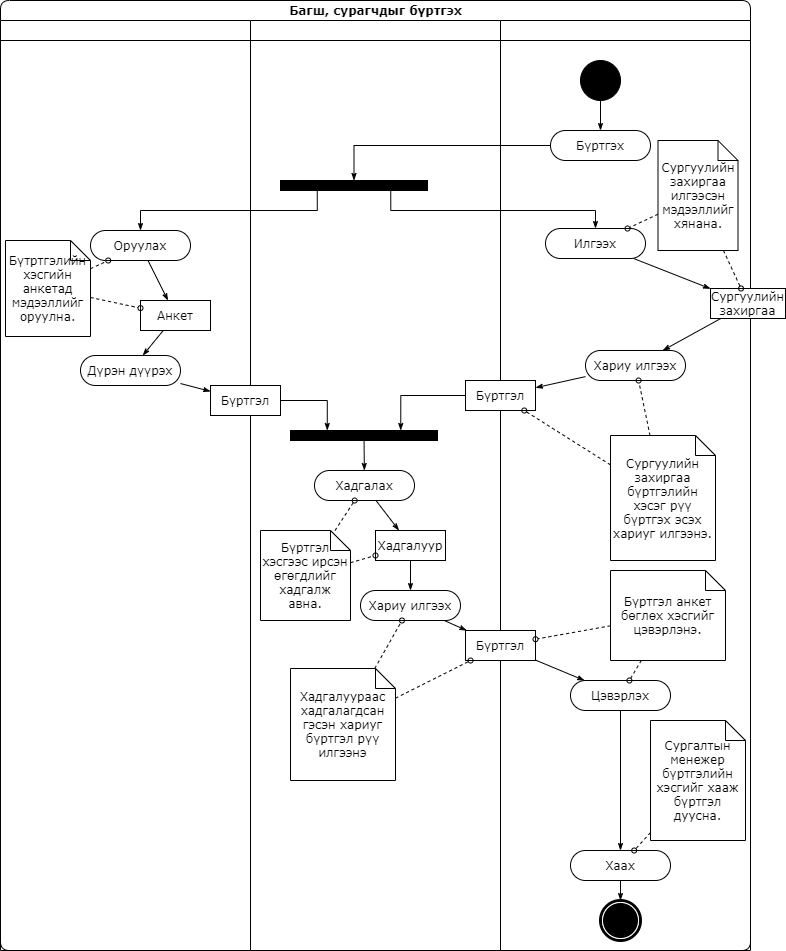 Багш, сурагчдыг бүртгэх
Бүртгэх
Сургуулийн
захиргаа
илгээсэн
мэдээллийг
хянана.
Оруулах
Илгээх
Бүтртгэлийн
хэсгийн
анкетад
мэдээллийг
оруулна.
Анкет
Сургуулийн
захиргаа
Дүрэн дүүрэх
Хариу илгээх
Бүртгэл
Бүртгэл
Сургуулийн
захиргаа
бүртгэлийн
хэсэг рүү
бүртгэх эсэх
хариуг илгээнэ.
Хадгалах
Бүртгэл
хэсгээс ирсэн
өгөгдлийг
хадгалж
авна.
Хадгалуур
Хариу илгээх
Бүртгэл анкет
бөглөх хэсгийг
цэвэрлэнэ.
Бүртгэл
Хадгалуураас
хадгалагдсан
гэсэн хариуг
бүртгэл рүү
илгээнэ
Цэвэрлэх
Сургалтын
менежер
бүртгэлийн
хэсгийг хааж
бүртгэл
дуусна.
Хаах